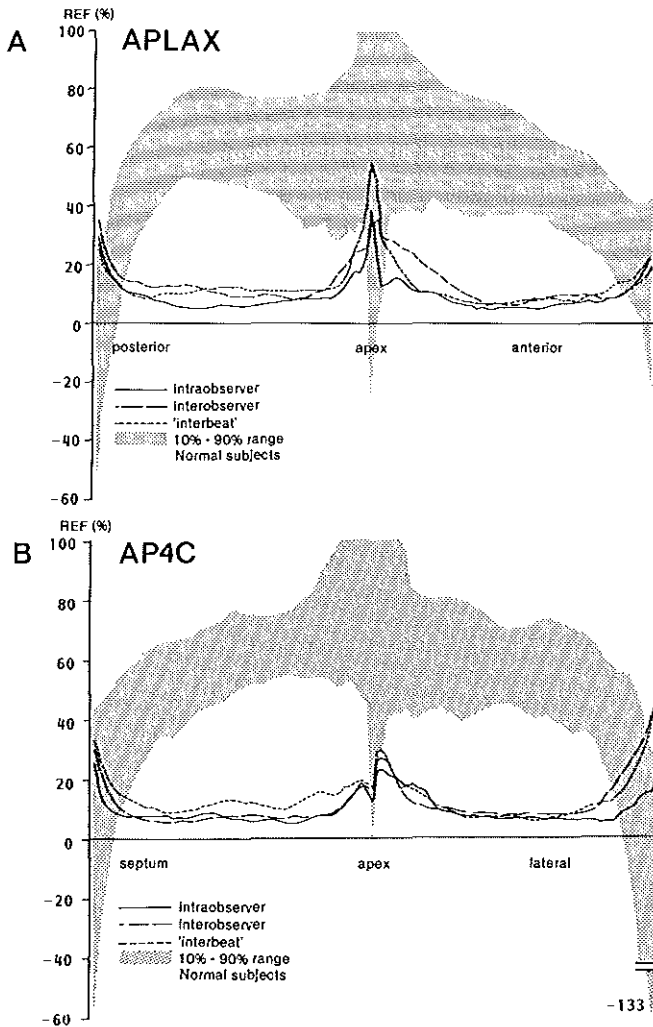 REF (%)
A APLAX
100
80
60
40
20
0
posterior apex anterior
-20
intraobserver
interobserver
'interbeat'
-40
10% - 90% range
Normal subjects
-60
REF (%)
B AP4C
100
80
60
40
20
0
septum apex lateral
-20
intraobserver
interobserver
'interbeat'
-40
10% - 90% range
Normal subjects
-133
-60